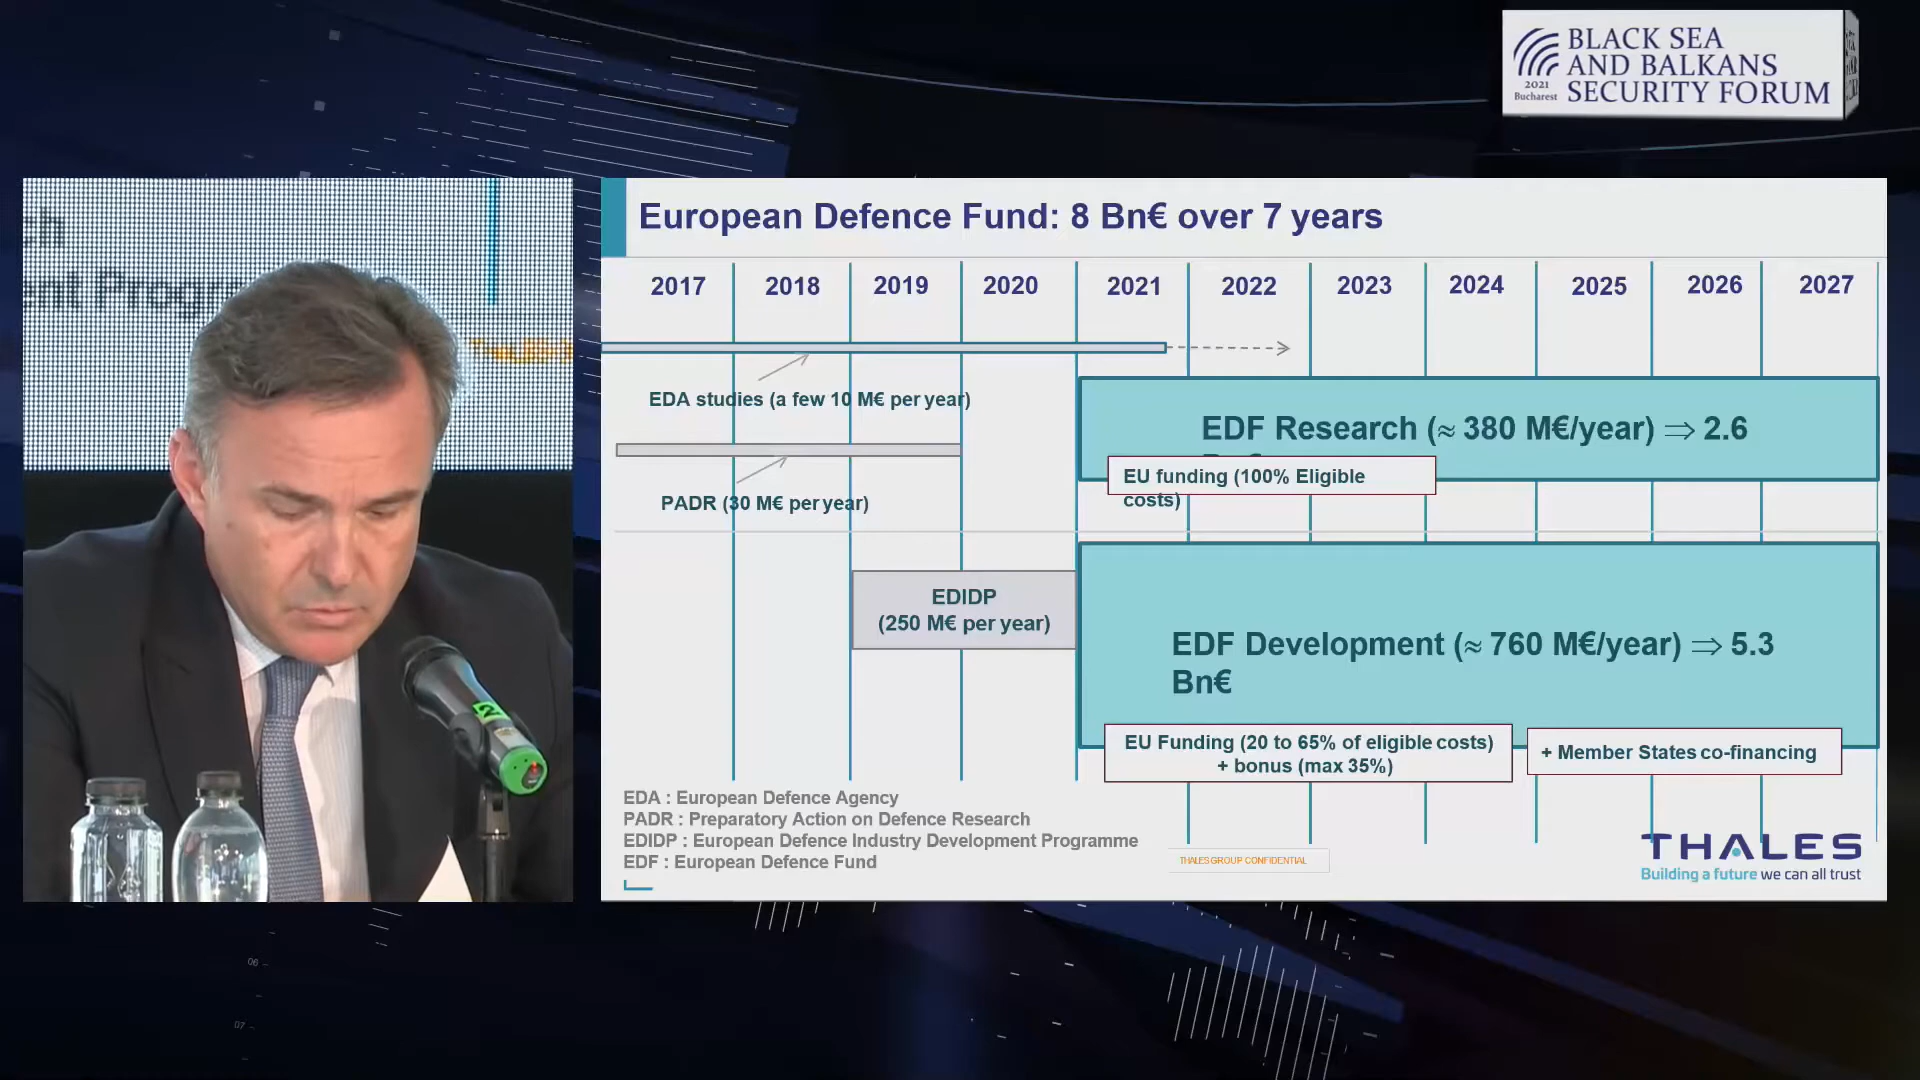 BLACK SEA
AND BALKANS
SECURITY FORUM
2021
Bucharest
European Defence Fund: 8 Bn€ over 7 years
2017 2018 2019 2020 2021 2022 2023 2024 2025 2026 2027
EDA studies (a few 10 M€ per year)
EDF Research (≈ 380 M€/year) ⇒ 2.6
EU funding (100% Eligible
costs)
PADR (30 M€ per year)
EDIDP
(250 M€ per year)
EDF Development (≈ 760 M€/year) ⇒ 5.3
Bn€
EU Funding (20 to 65% of eligible costs)
+ bonus (max 35%)
+ Member States co-financing
EDA : European Defence Agency
PADR : Preparatory Action on Defence Research
EDIDP : European Defence Industry Development Programme
EDF : European Defence Fund
THALES GROUP CONFIDENTIAL
THALES
Building a future we can all trust
06
07